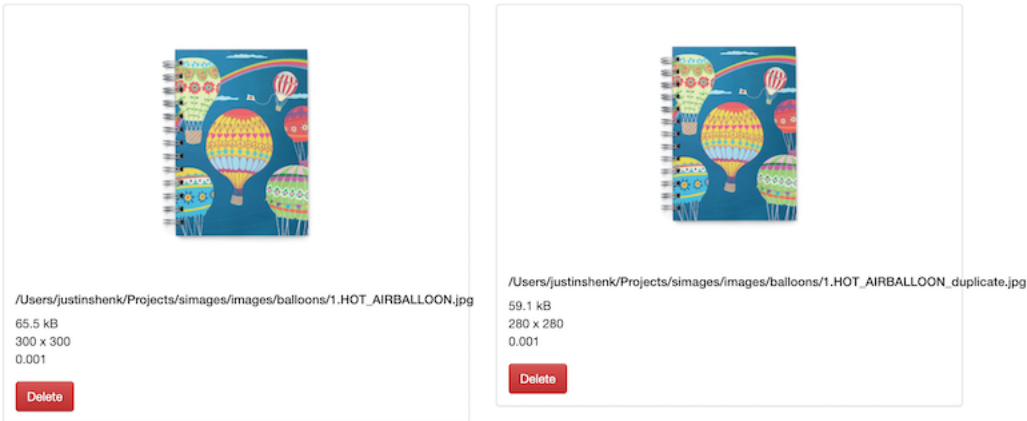 /Users/justinshenk/Projects/simages/images/balloons/1.HOT_AIRBALLOON.jpg
65.5 kB
300 x 300
0.001
Delete
/Users/justinshenk/Projects/simages/images/balloons/1.HOT_AIRBALLOON_duplicate.jpg
59.1 kB
280 x 280
0.001
Delete